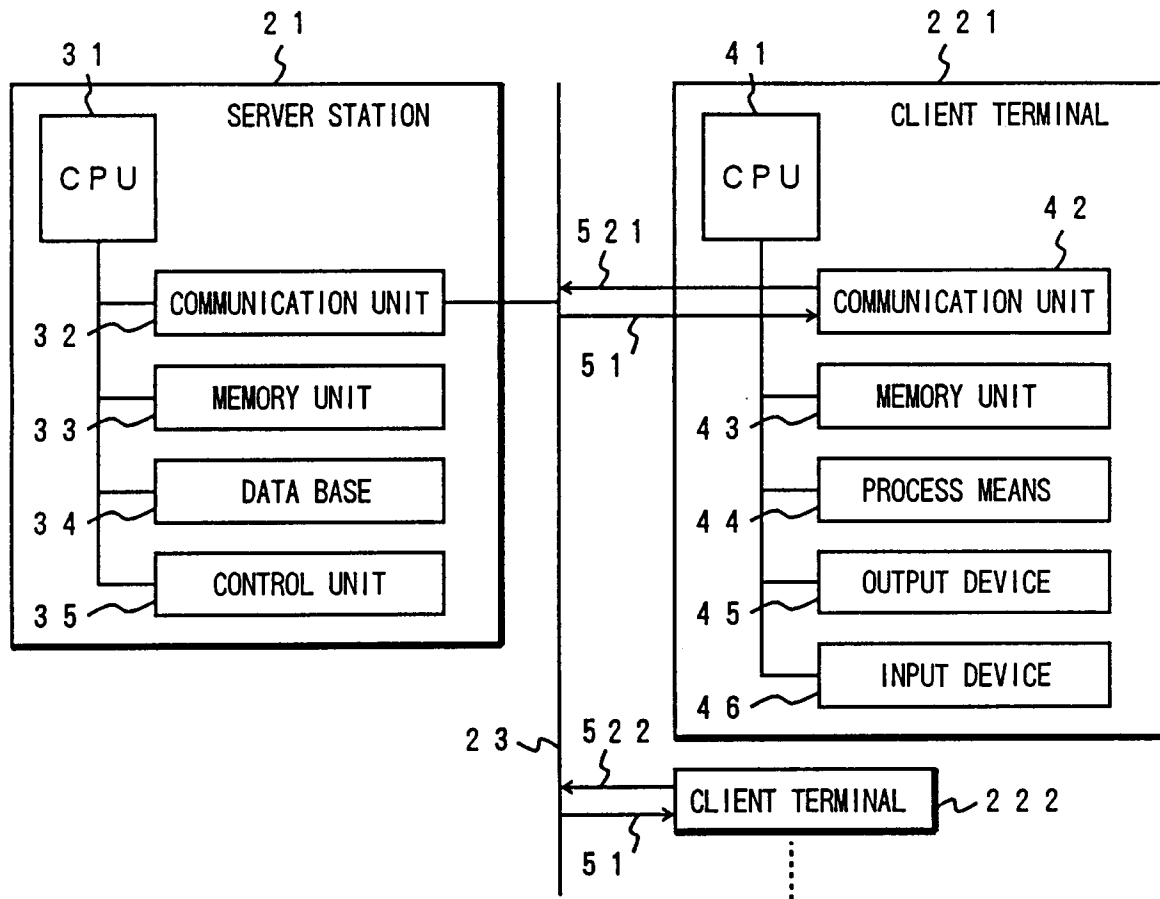 2 1
3 1
SERVER STATION
CPU
COMMUNICATION UNIT
3 2
MEMORY UNIT
3 3
DATA BASE
3 4
CONTROL UNIT
3 5
2 2 1
4 1
CLIENT TERMINAL
CPU
4 2
5 2 1
COMMUNICATION UNIT
5 1
MEMORY UNIT
4 3
PROCESS MEANS
4 4
OUTPUT DEVICE
4 5
INPUT DEVICE
4 6
2 3
5 2 2
CLIENT TERMINAL
2 2 2
5 1